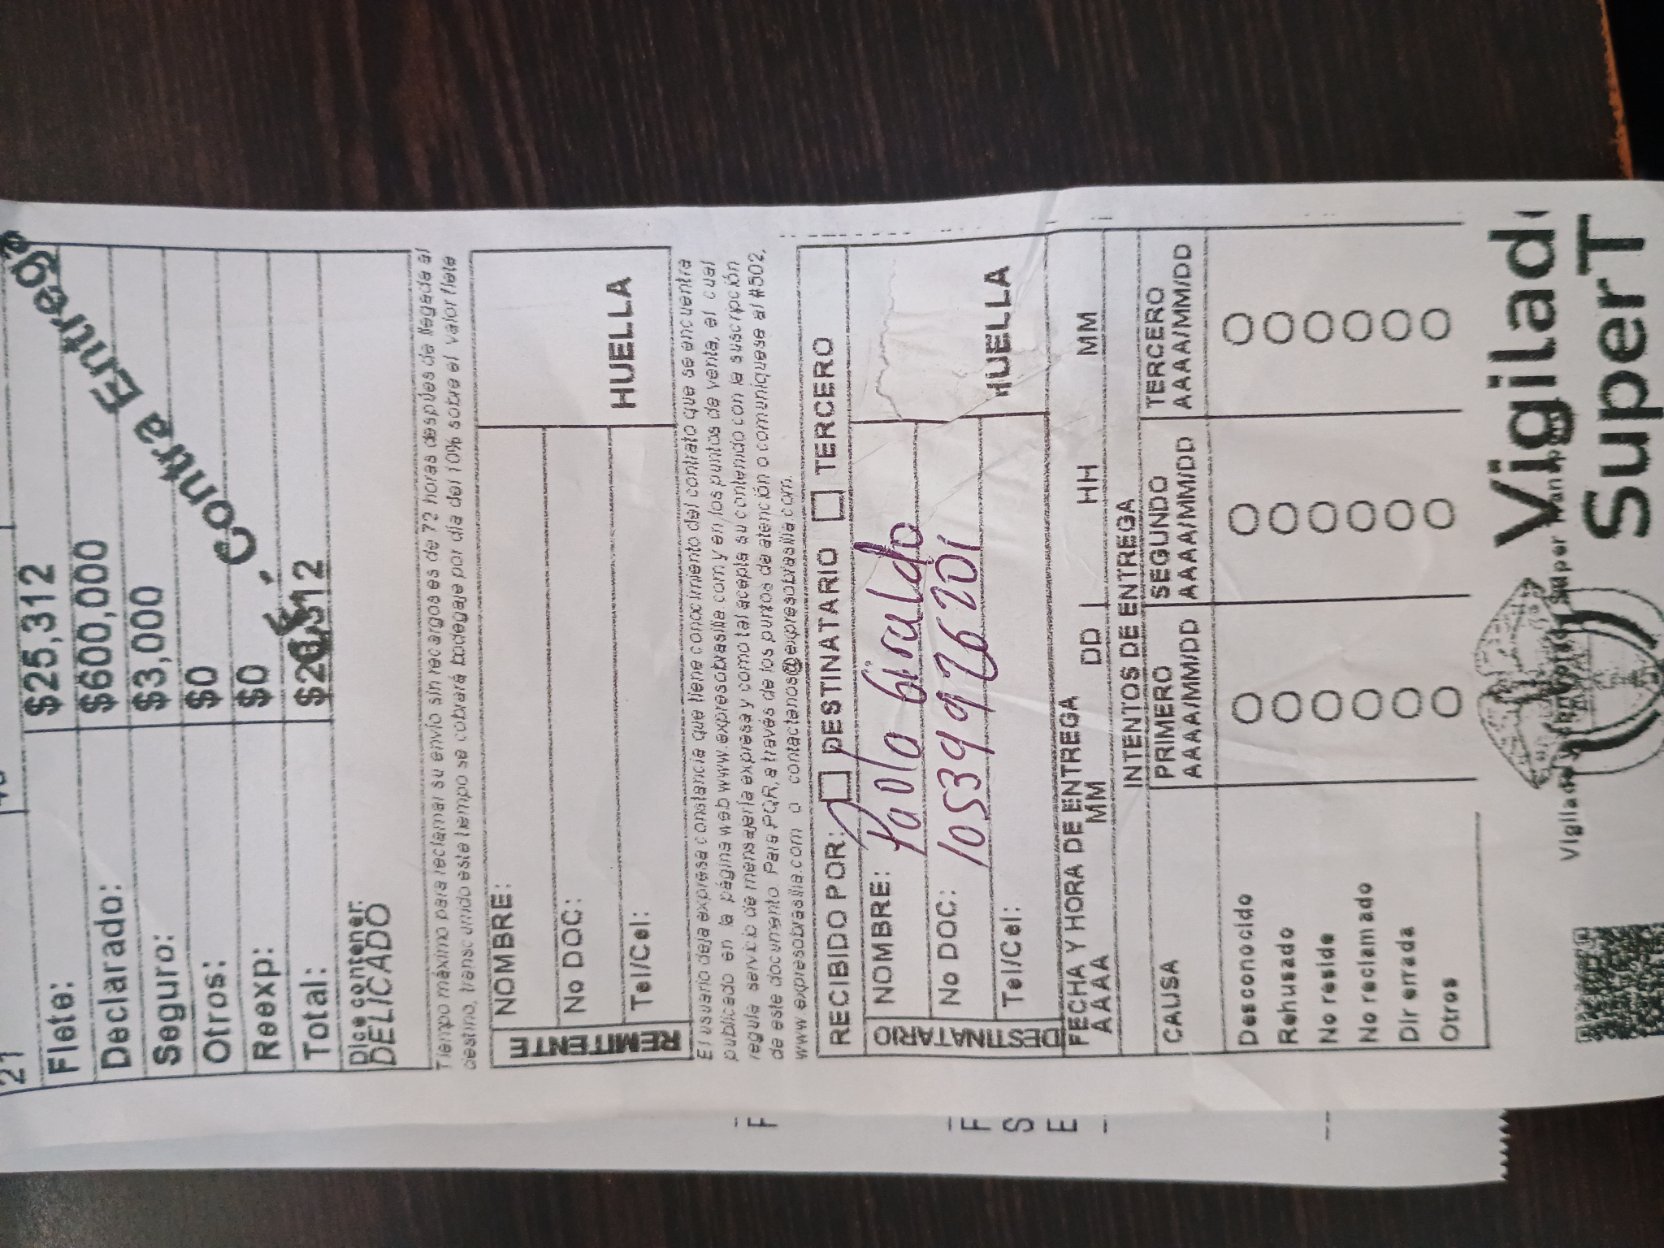 21
Flete: $25,312
Declarado: $600,000
Seguro: $3,000
Otros: $0
Reexp: $0
Total:
Contra Entrega
Dice contener:
DELICADO
Tiempo máximo para reclamar su envío sin recargos es de 72 horas después de llegada al
destino, transcurrido este tiempo se cobrará bodegaje por día del 10% sobre el valor flete
REMITENTE
NOMBRE:
No DOC:
Tel/Cel:
HUELLA
El usuario deja expresa constancia que tiene conocimiento del contrato que se encuentra
publicado en la página web www.expresobrasilia.com y en los puntos de venta, el cual
regula servicio de mensajería expresa y como tal acepta su contenido con la suscripción
de este documento. Para PQR, a través de los puntos de atención o comuníquese al #502,
www.expresobrasilia.com o contactenos@expresobrasilia.com.
RECIBIDO POR: DESTINATARIO TERCERO
DESTINATARIO
NOMBRE: Paola Giraldo
No DOC: 1053999726201
Tel/Cel:
HUELLA
FECHA Y HORA DE ENTREGA
AAAA MM DD HH MM
INTENTOS DE ENTREGA
CAUSA PRIMERO SEGUNDO TERCERO
AAAA/MM/DD AAAA/MM/DD AAAA/MM/DD
Desconocido
Rehusado
No reside
No reclamado
Dir errada
Otros
Vigilad
SuperT